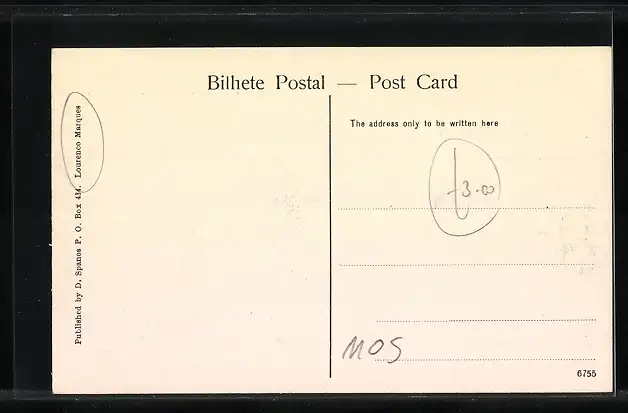 Bilhete Postal — Post Card
Published by D. Spanos P. O. Box 434. Lourenco Marques
The address only to be written here
3.00
MOS
6755